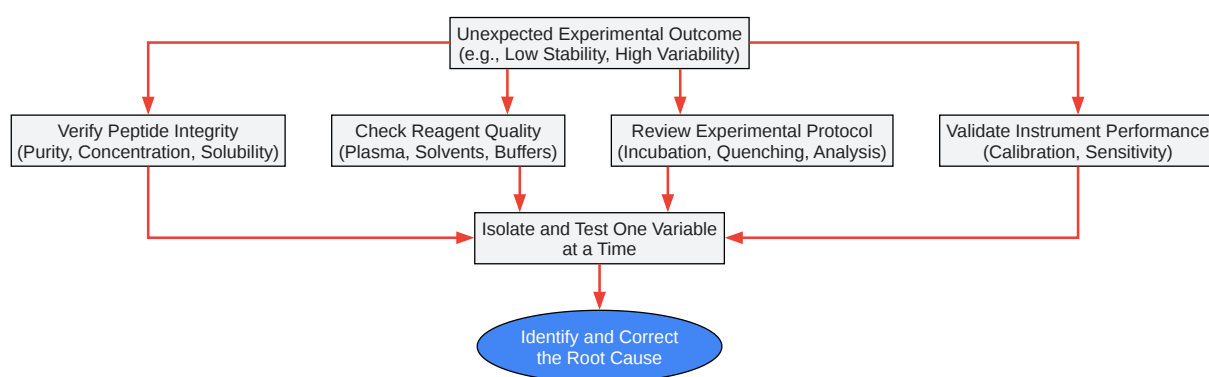 Unexpected Experimental Outcome
(e.g., Low Stability, High Variability)
Verify Peptide Integrity
(Purity, Concentration, Solubility)
Check Reagent Quality
(Plasma, Solvents, Buffers)
Review Experimental Protocol
(Incubation, Quenching, Analysis)
Validate Instrument Performance
(Calibration, Sensitivity)
Isolate and Test One Variable
at a Time
Identify and Correct
the Root Cause